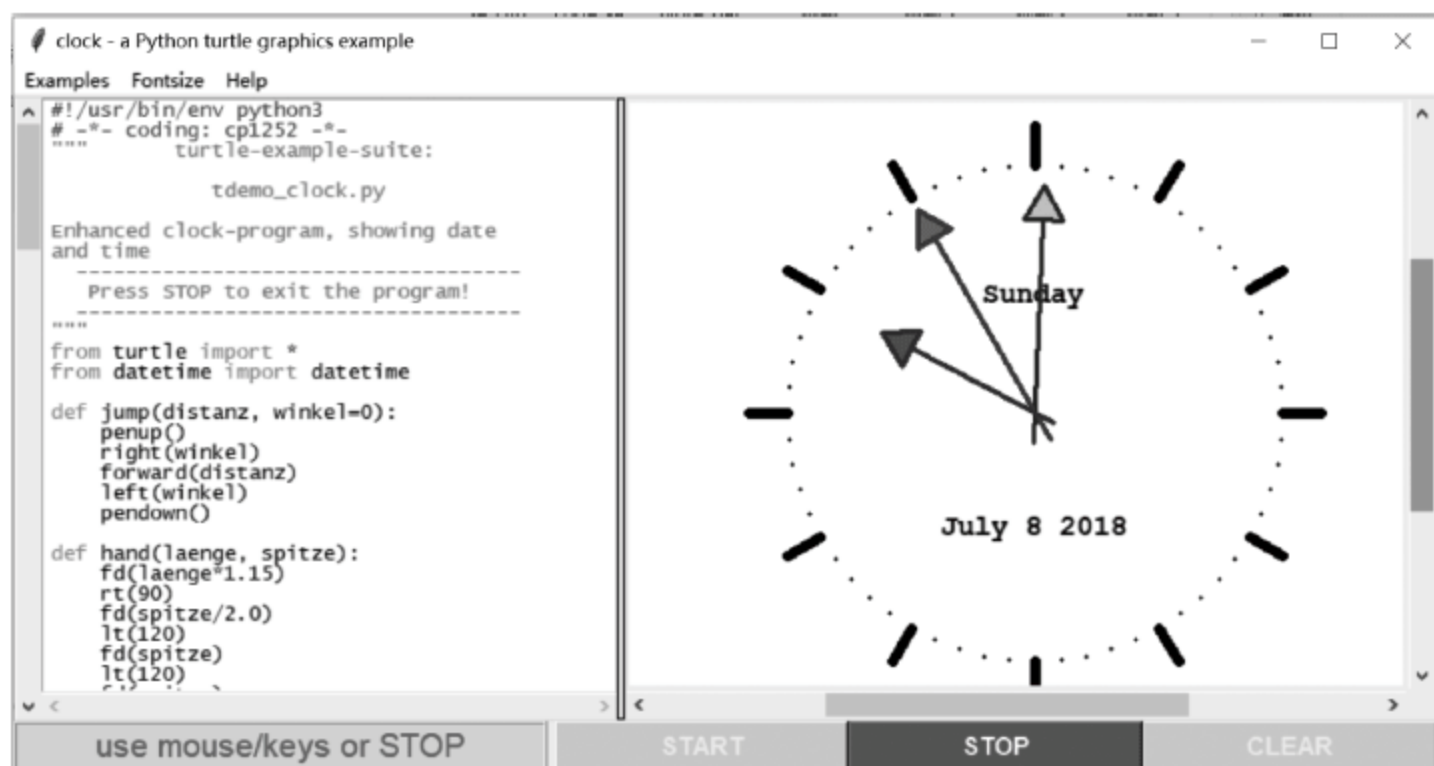 clock - a Python turtle graphics example
Examples Fontsize Help
#!/usr/bin/env python3
# -*- coding: cp1252 -*-
""" turtle-example-suite:
tdemo_clock.py
Enhanced clock-program, showing date
and time
------------------------------------
Press STOP to exit the program!
------------------------------------
"""
from turtle import *
from datetime import datetime
def jump(distanz, winkel=0):
penup()
right(winkel)
forward(distanz)
left(winkel)
pendown()
def hand(laenge, spitze):
fd(laenge*1.15)
rt(90)
fd(spitze/2.0)
lt(120)
fd(spitze)
lt(120)
Sunday
July 8 2018
use mouse/keys or STOP
START
STOP
CLEAR